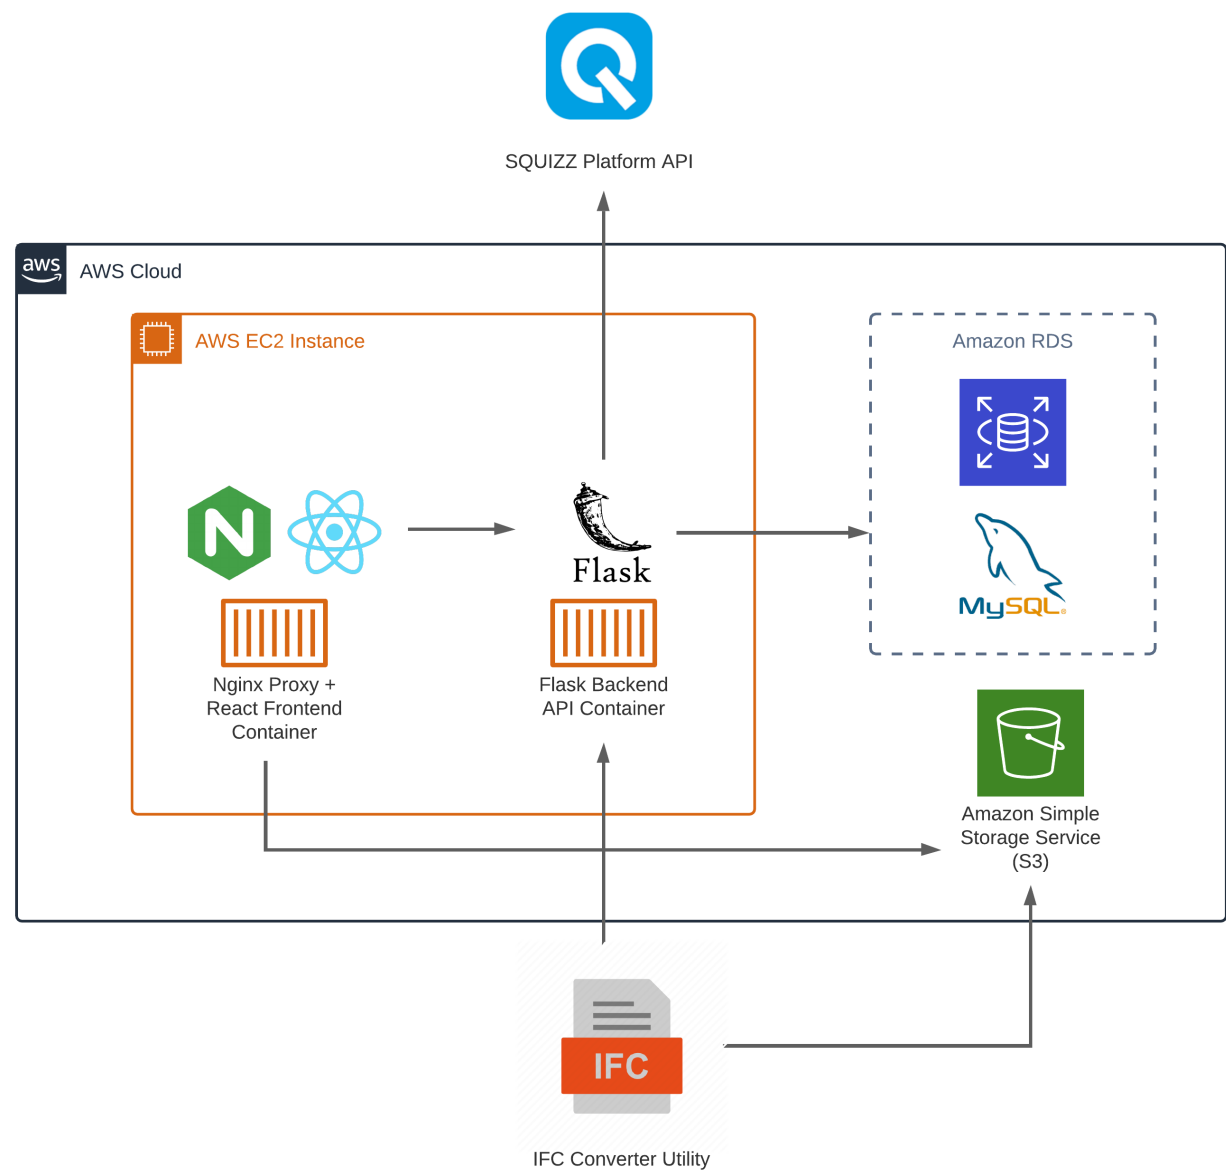 SQUIZZ Platform API
aws
AWS Cloud
AWS EC2 Instance
Amazon RDS
Flask
MySQL
Nginx Proxy +
React Frontend
Container
Flask Backend
API Container
Amazon Simple
Storage Service
(S3)
IFC
IFC Converter Utility